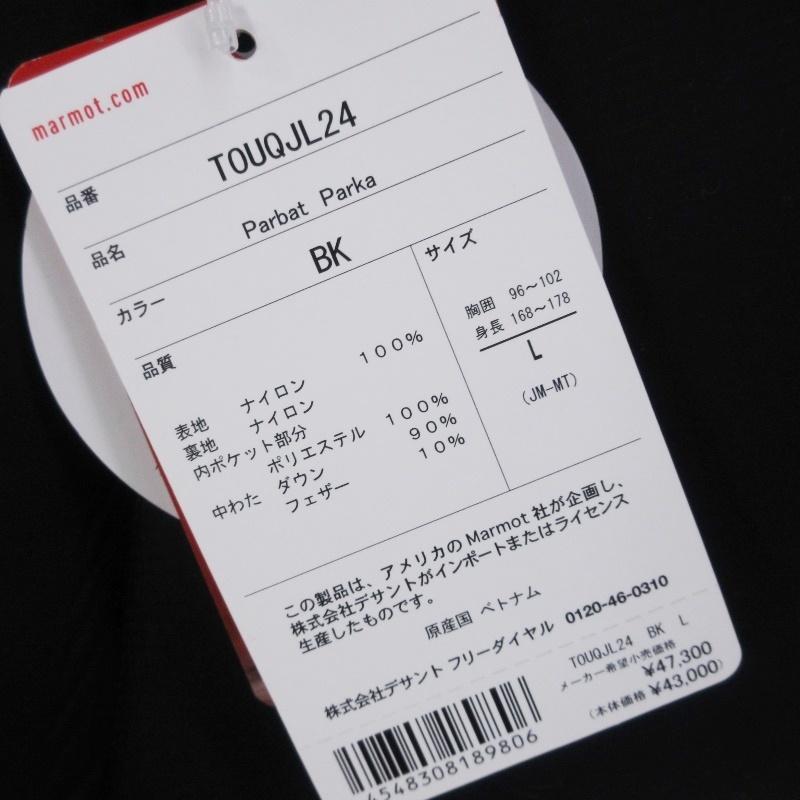 marmot.com
品番 TOUQJL24
品名 Parbat Parka
カラー BK
品質
表地 ナイロン 100%
裏地 ナイロン
内ポケット部分
ポリエステル 100%
中わた ダウン 90%
フェザー 10%
サイズ
胸囲 96~102
身長 168~178
L
(JM-MT)
この製品は、アメリカのMarmot社が企画し、
株式会社デサントがインポートまたはライセンス
生産したものです。
原産国 ベトナム
株式会社デサント フリーダイヤル 0120-46-0310
TOUQJL24 BK L
メーカー希望小売価格
¥47,300
(本体価格 ¥43,000)
4548308189806